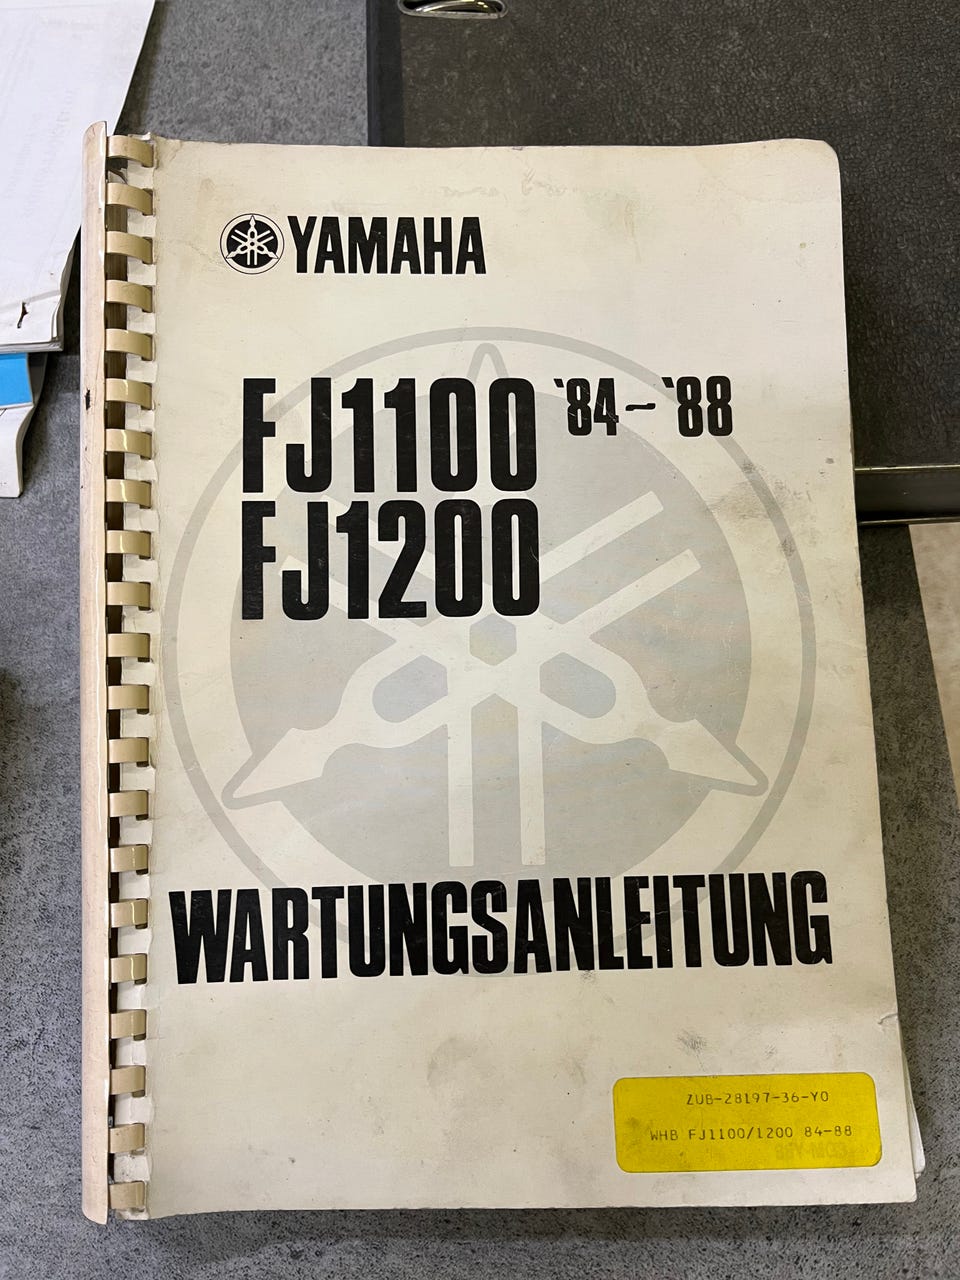 YAMAHA
FJ1100 '84~'88
FJ1200
WARTUNGSANLEITUNG
ZUB-28197-36-Y0
WHB FJ1100/1200 84-88